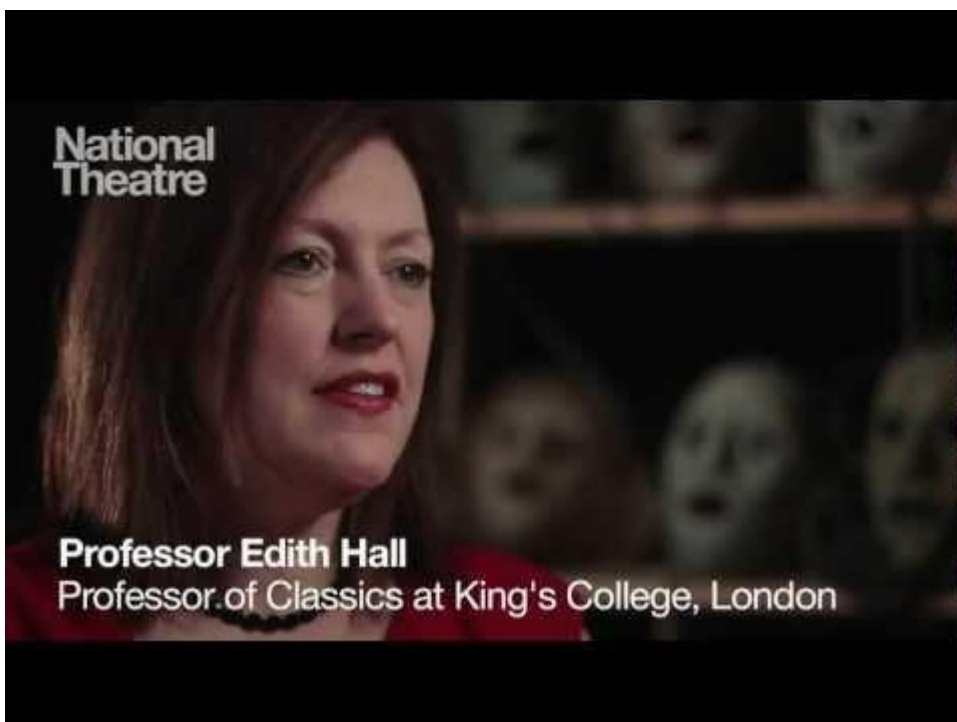 National
Theatre
Professor Edith Hall
Professor of Classics at King's College, London